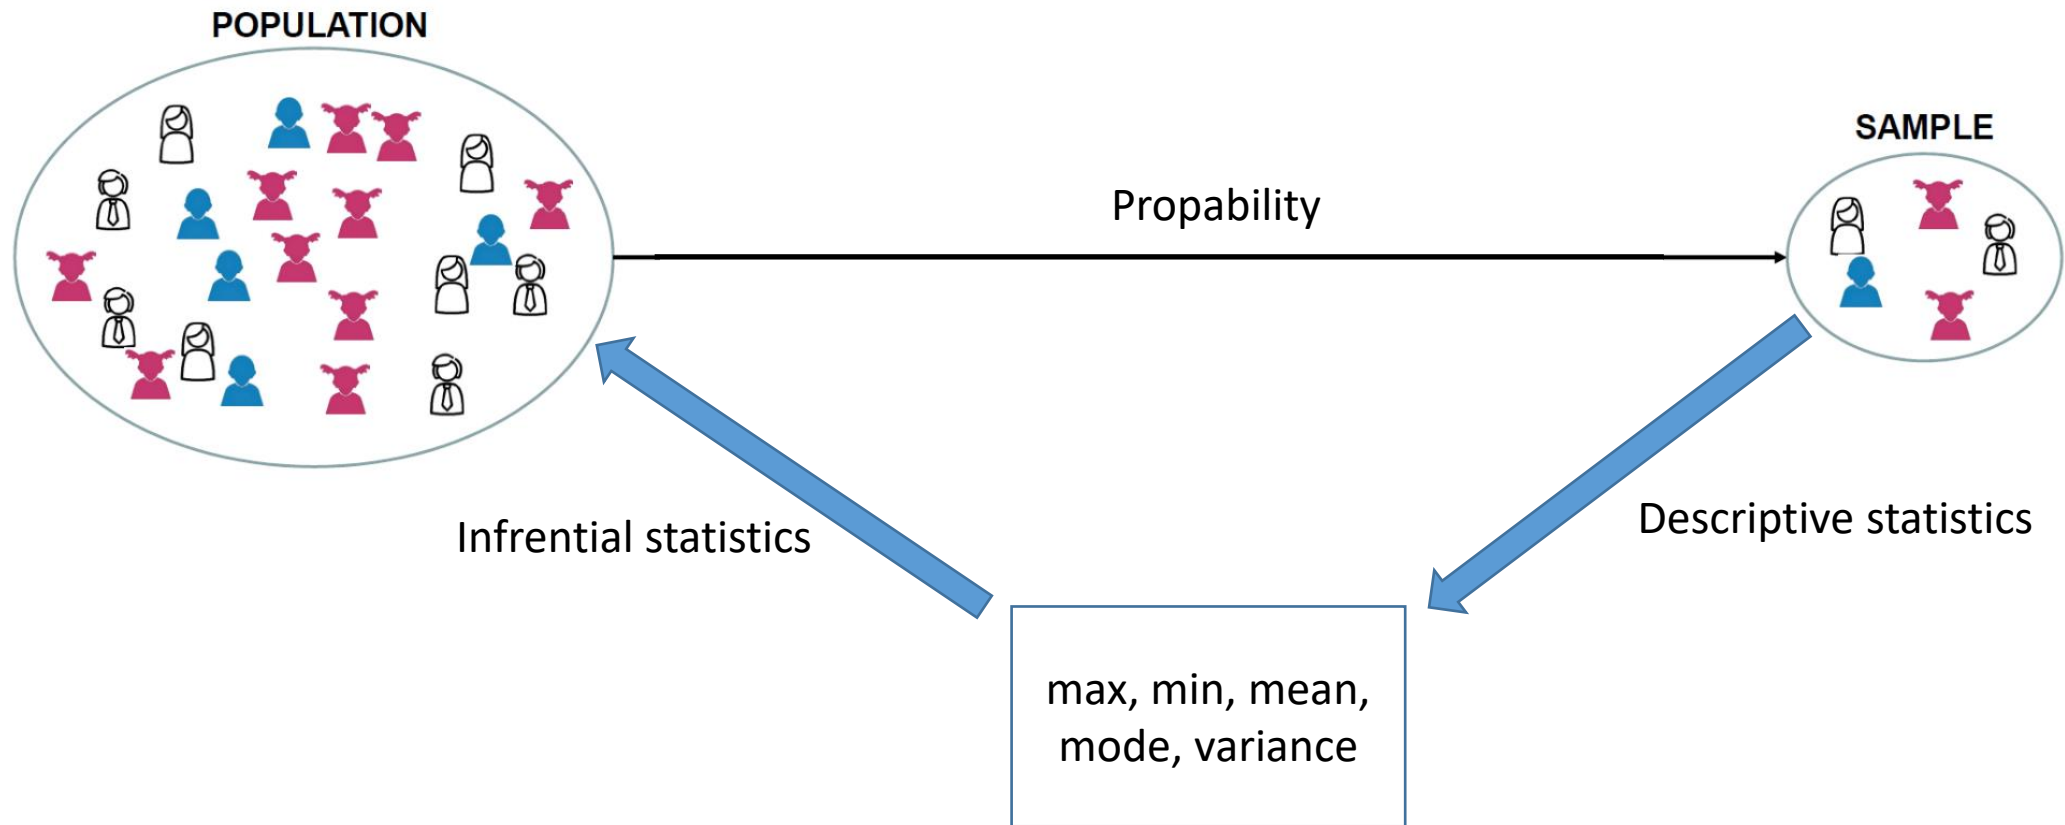 POPULATION
SAMPLE
Propability
Infrential statistics
Descriptive statistics
max, min, mean,
mode, variance